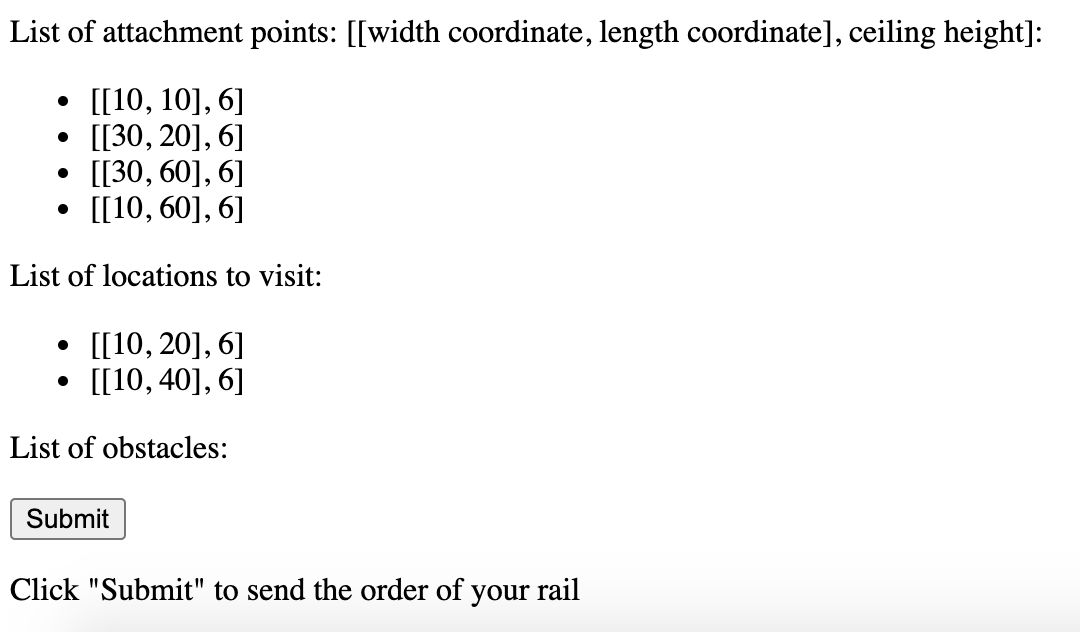 List of attachment points: [[width coordinate, length coordinate], ceiling height]:
• [[10, 10], 6]
• [[30, 20], 6]
• [[30, 60], 6]
• [[10, 60], 6]
List of locations to visit:
• [[10, 20], 6]
• [[10, 40], 6]
List of obstacles:
Submit
Click "Submit" to send the order of your rail